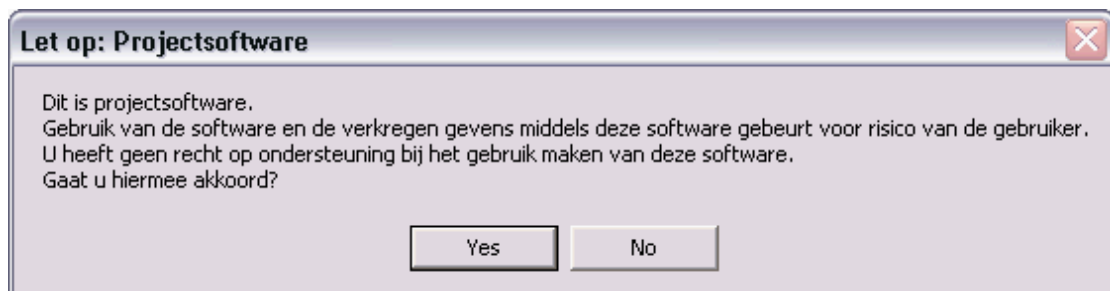 Let op: Projectsoftware
Dit is projectsoftware.
Gebruik van de software en de verkregen gevens middels deze software gebeurt voor risico van de gebruiker.
U heeft geen recht op ondersteuning bij het gebruik maken van deze software.
Gaat u hiermee akkoord?
Yes No